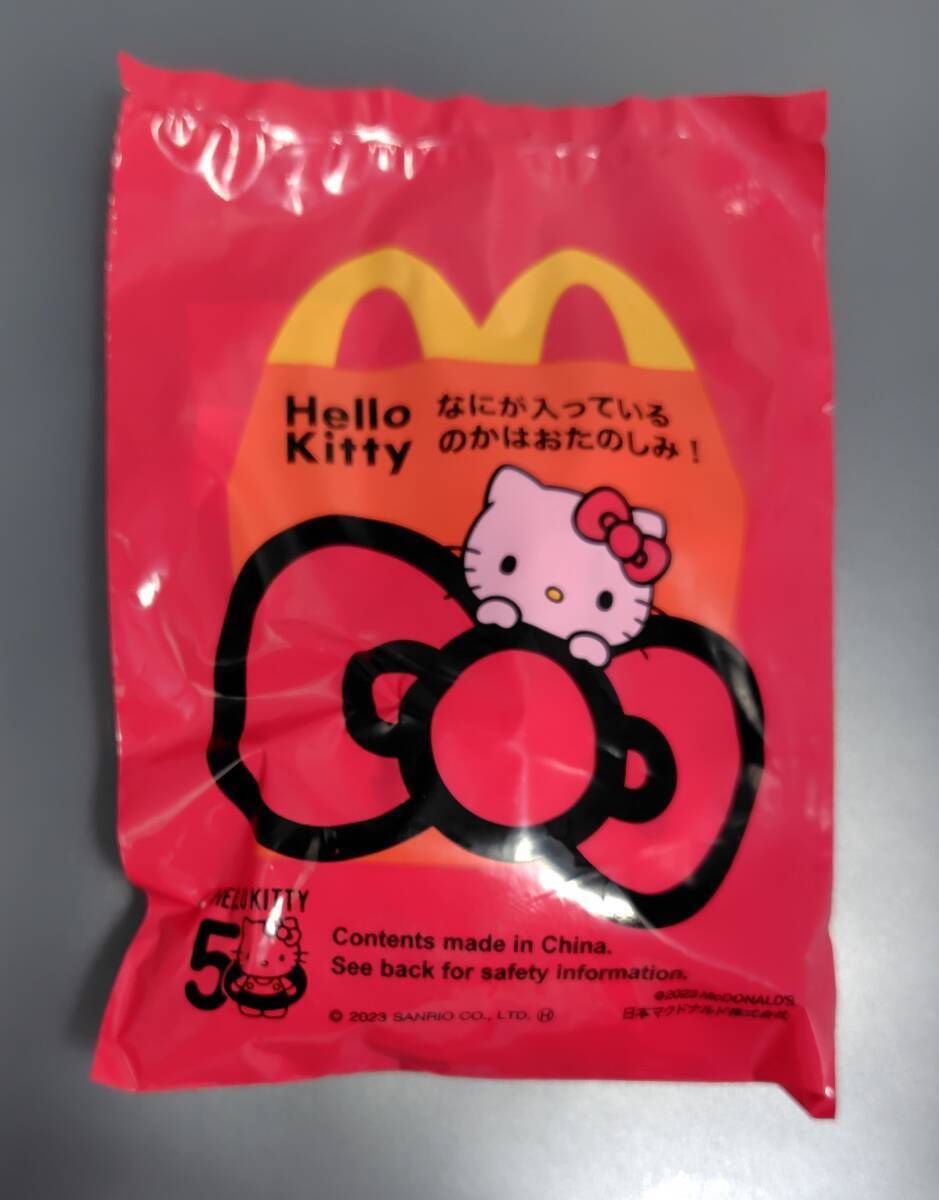 Hello
Kitty
なにが入っている
のかはおたのしみ！
HELLO KITTY
50
Contents made in China.
See back for safety information.
© 2023 SANRIO CO., LTD. Ⓗ
©2023 McDONALD'S
日本マクドナルド株式会社